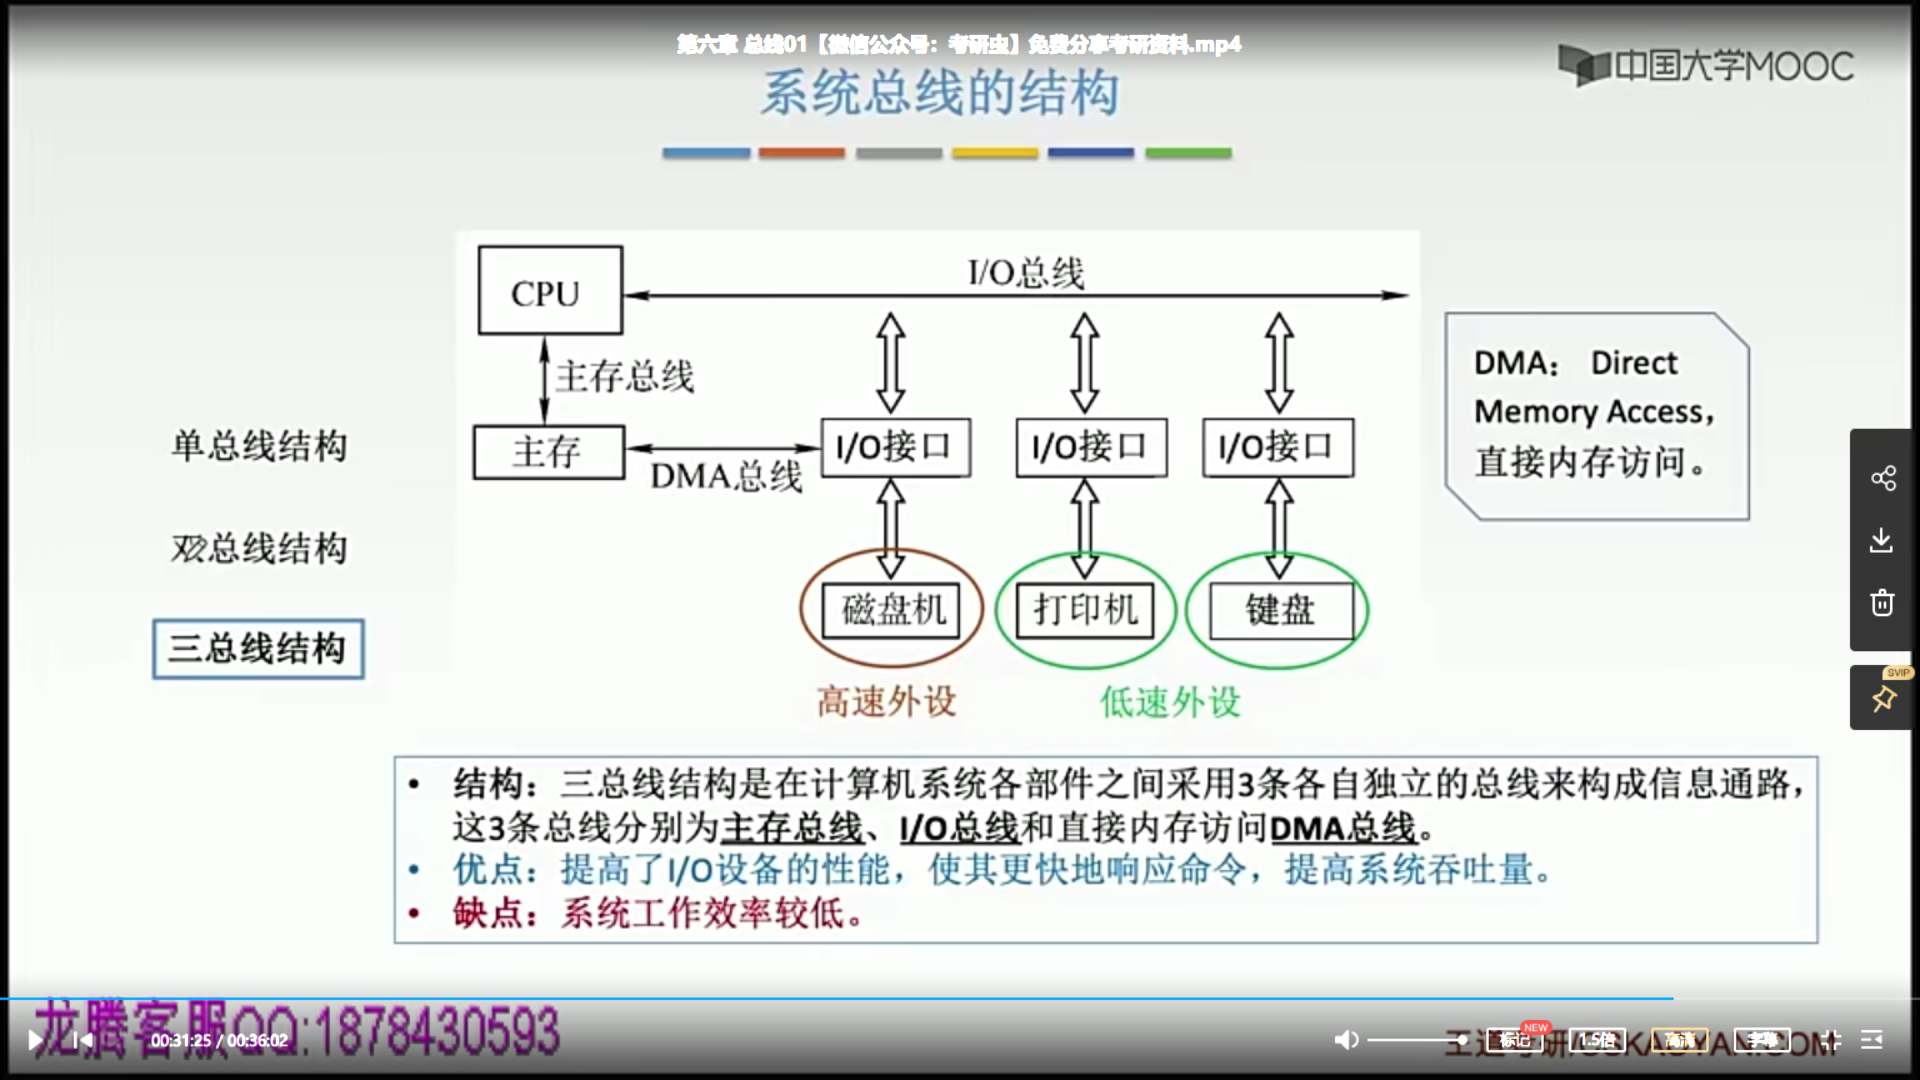 第六章 总线01【微信公众号：考研虫】免费分享考研资料.mp4
中国大学MOOC
系统总线的结构
CPU
I/O总线
主存总线
DMA： Direct
Memory Access，
直接内存访问。
单总线结构
主存
DMA总线
I/O接口
I/O接口
I/O接口
双总线结构
磁盘机
打印机
键盘
三总线结构
高速外设
低速外设
SVIP
• 结构：三总线结构是在计算机系统各部件之间采用3条各自独立的总线来构成信息通路，
这3条总线分别为主存总线、I/O总线和直接内存访问DMA总线。
• 优点：提高了I/O设备的性能，使其更快地响应命令，提高系统吞吐量。
• 缺点：系统工作效率较低。
龙腾客服QQ:1878430593
00:31:25 / 00:36:02
王道考研/CSKAOYAN.COM
标记
NEW
1.5倍
高清
字幕